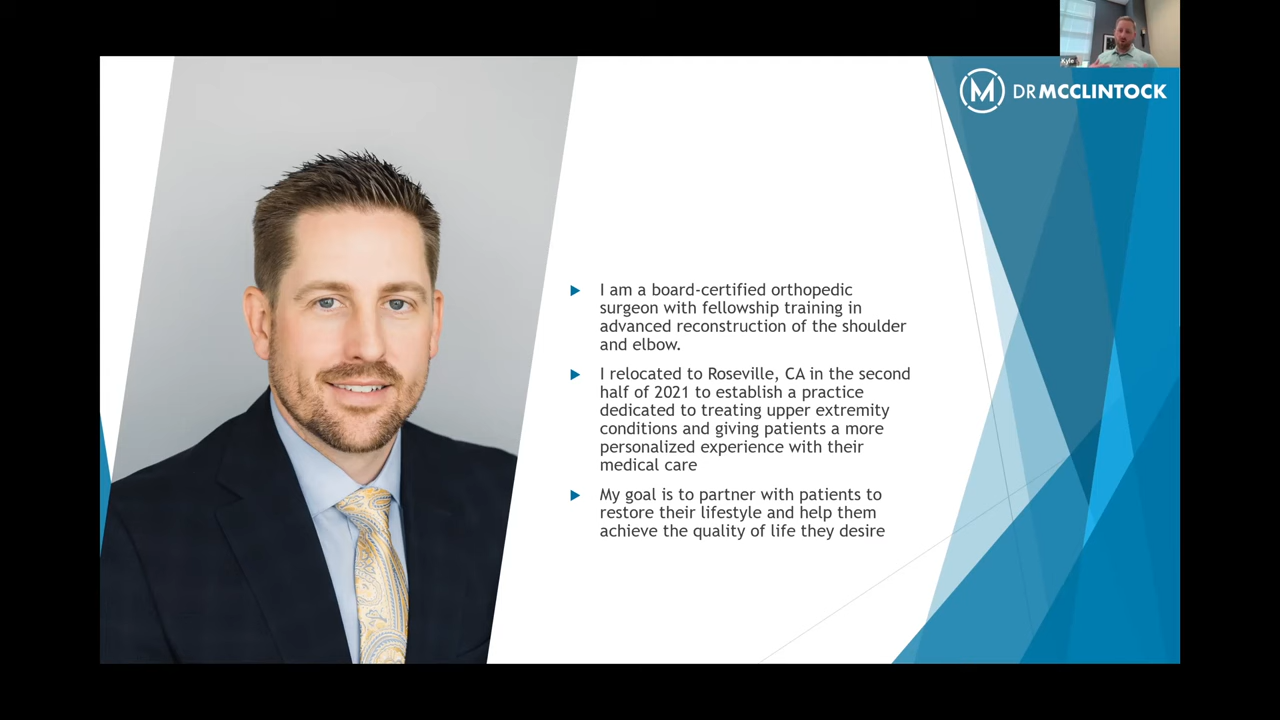 Kyle
M DRMCCLINTOCK
I am a board-certified orthopedic
surgeon with fellowship training in
advanced reconstruction of the shoulder
and elbow.
I relocated to Roseville, CA in the second
half of 2021 to establish a practice
dedicated to treating upper extremity
conditions and giving patients a more
personalized experience with their
medical care
My goal is to partner with patients to
restore their lifestyle and help them
achieve the quality of life they desire